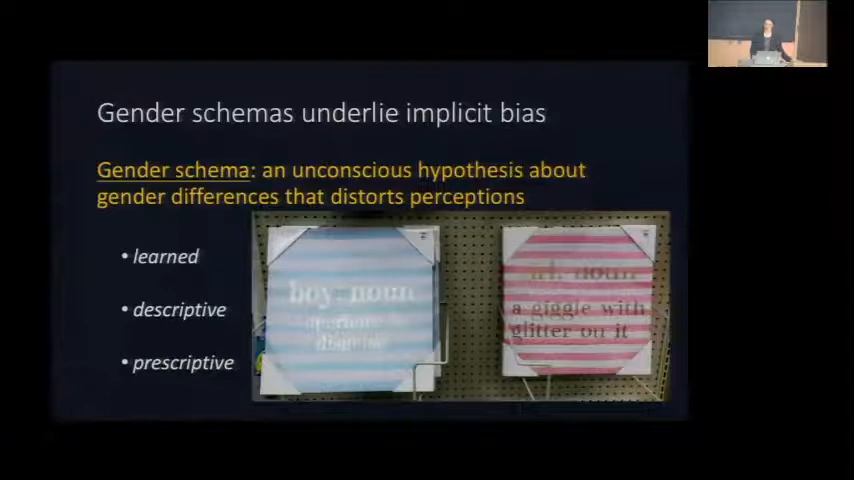 Gender schemas underlie implicit bias
Gender schema: an unconscious hypothesis about
gender differences that distorts perceptions
• learned
• descriptive
• prescriptive
boy: noun
noun
a giggle with
glitter on it